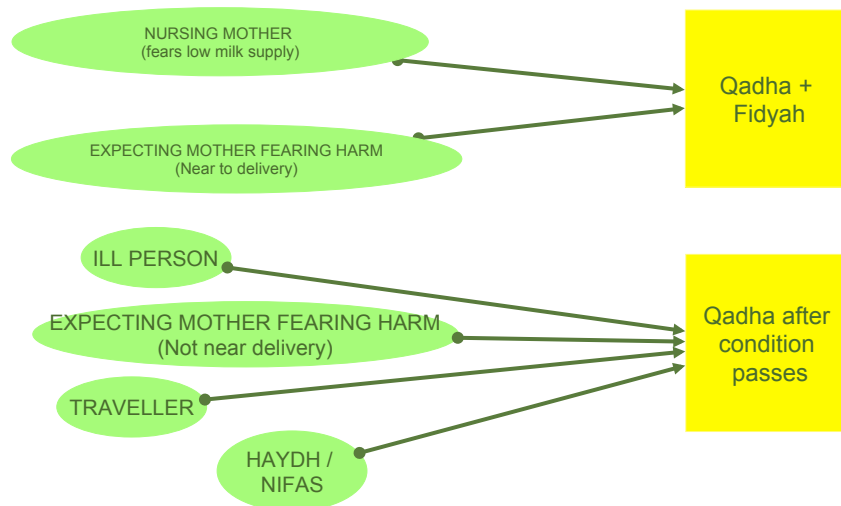 NURSING MOTHER
(fears low milk supply)
Qadha +
Fidyah
EXPECTING MOTHER FEARING HARM
(Near to delivery)
ILL PERSON
EXPECTING MOTHER FEARING HARM
(Not near delivery)
Qadha after
condition
passes
TRAVELLER
HAYDH /
NIFAS